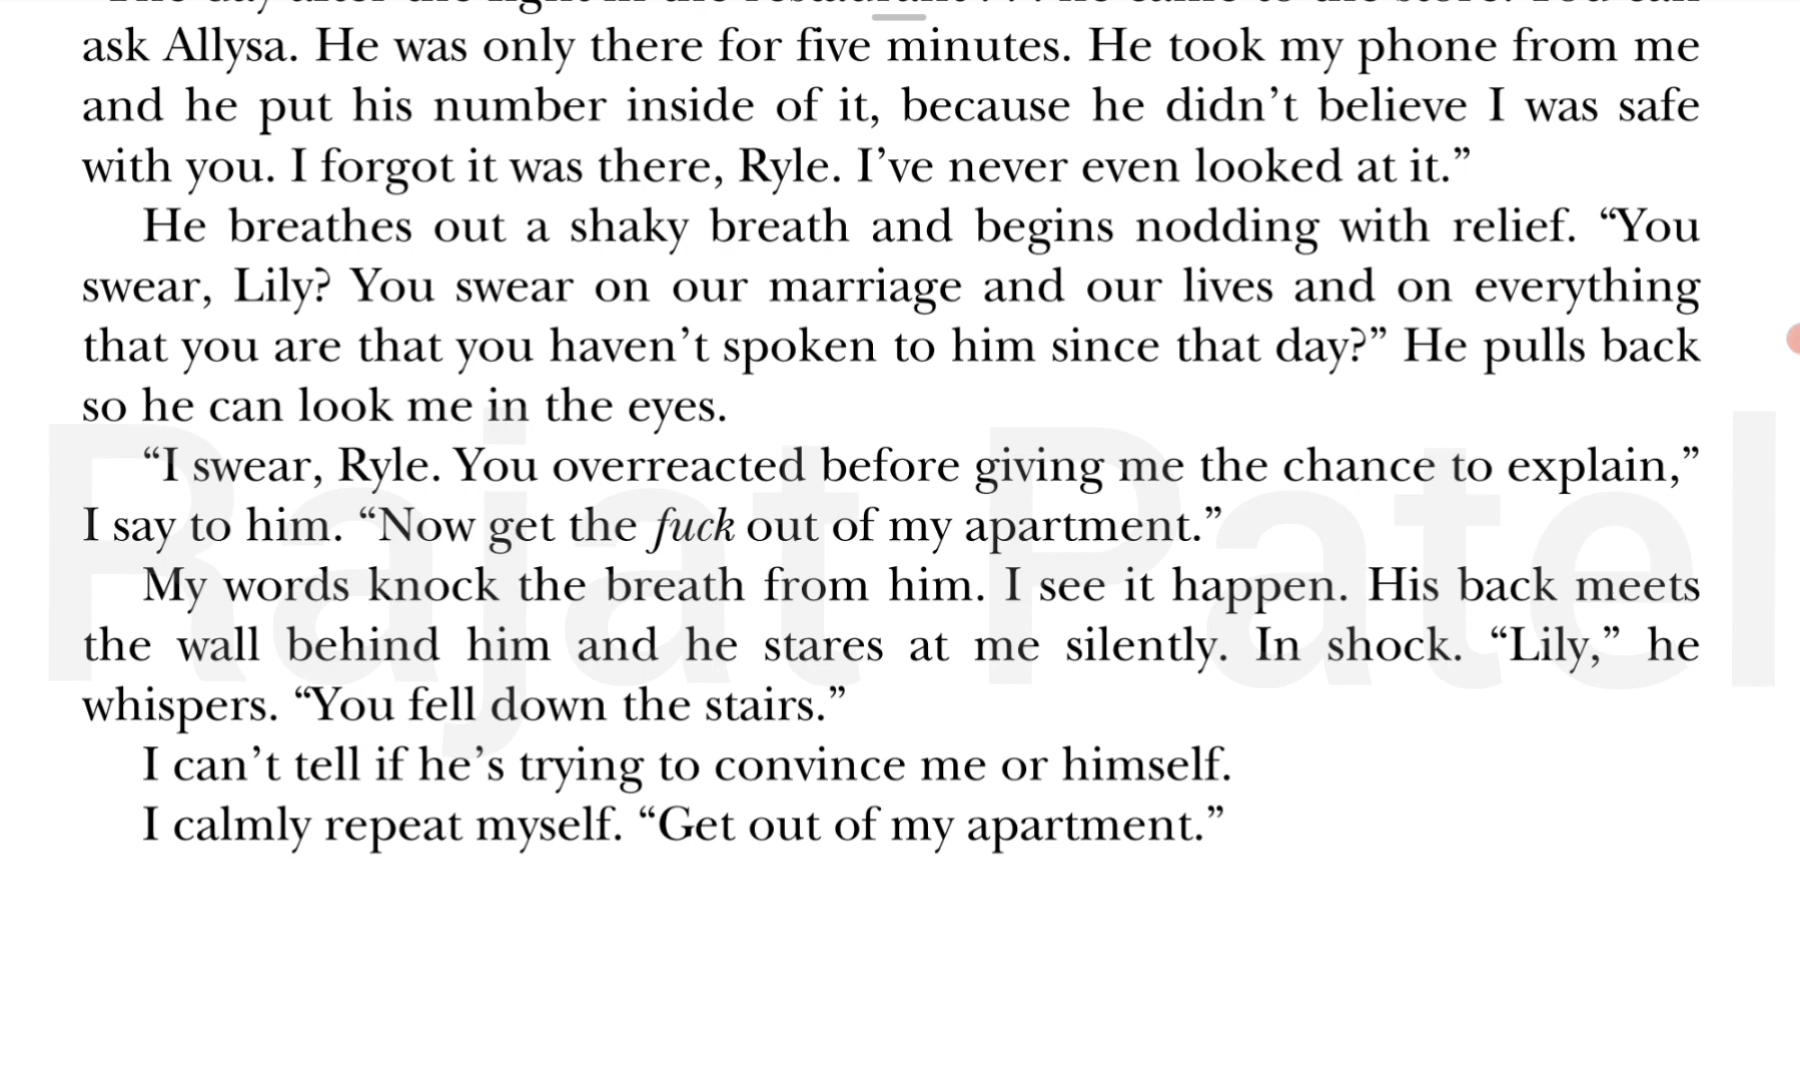 ask Allysa. He was only there for five minutes. He took my phone from me
and he put his number inside of it, because he didn’t believe I was safe
with you. I forgot it was there, Ryle. I’ve never even looked at it.”
He breathes out a shaky breath and begins nodding with relief. “You
swear, Lily? You swear on our marriage and our lives and on everything
that you are that you haven’t spoken to him since that day?” He pulls back
so he can look me in the eyes.
“I swear, Ryle. You overreacted before giving me the chance to explain,”
I say to him. “Now get the fuck out of my apartment.”
My words knock the breath from him. I see it happen. His back meets
the wall behind him and he stares at me silently. In shock. “Lily,” he
whispers. “You fell down the stairs.”
I can’t tell if he’s trying to convince me or himself.
I calmly repeat myself. “Get out of my apartment.”
Rajat Patel